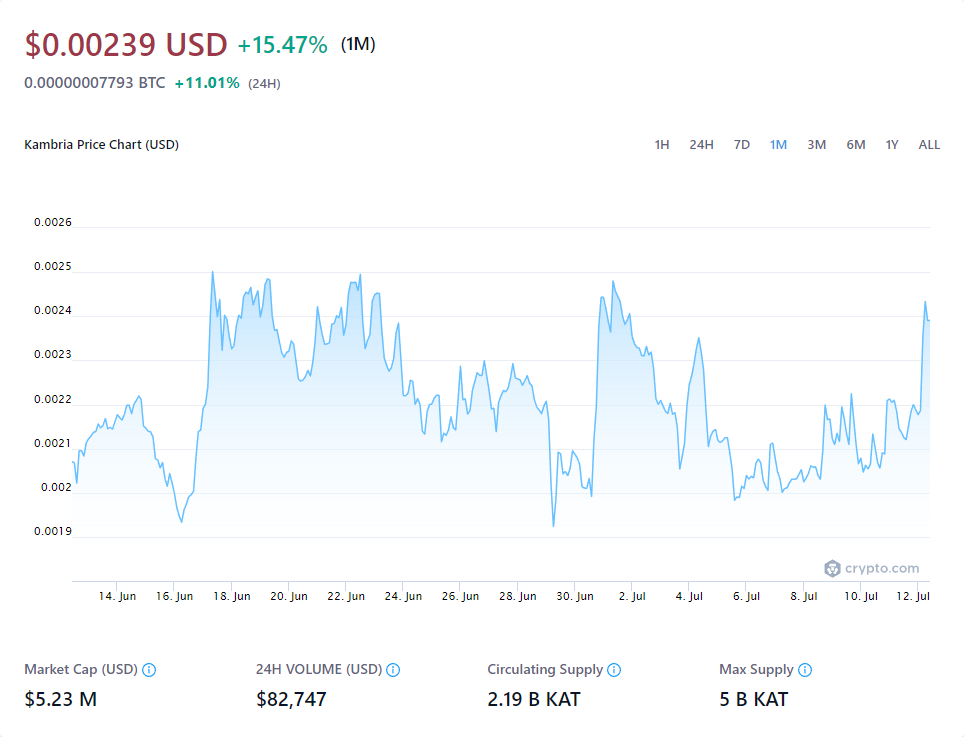 $0.00239 USD +15.47% (1M)
0.00000007793 BTC +11.01% (24H)
Kambria Price Chart (USD) 1H 24H 7D 1M 3M 6M 1Y ALL
0.0026
0.0025
0.0024
0.0023
0.0022
0.0021
0.002
0.0019
crypto.com
14. Jun 16. Jun 18. Jun 20. Jun 22. Jun 24. Jun 26. Jun 28. Jun 30. Jun 2. Jul 4. Jul 6. Jul 8. Jul 10. Jul 12. Jul
Market Cap (USD) 24H VOLUME (USD) Circulating Supply Max Supply
$5.23 M $82,747 2.19 B KAT 5 B KAT